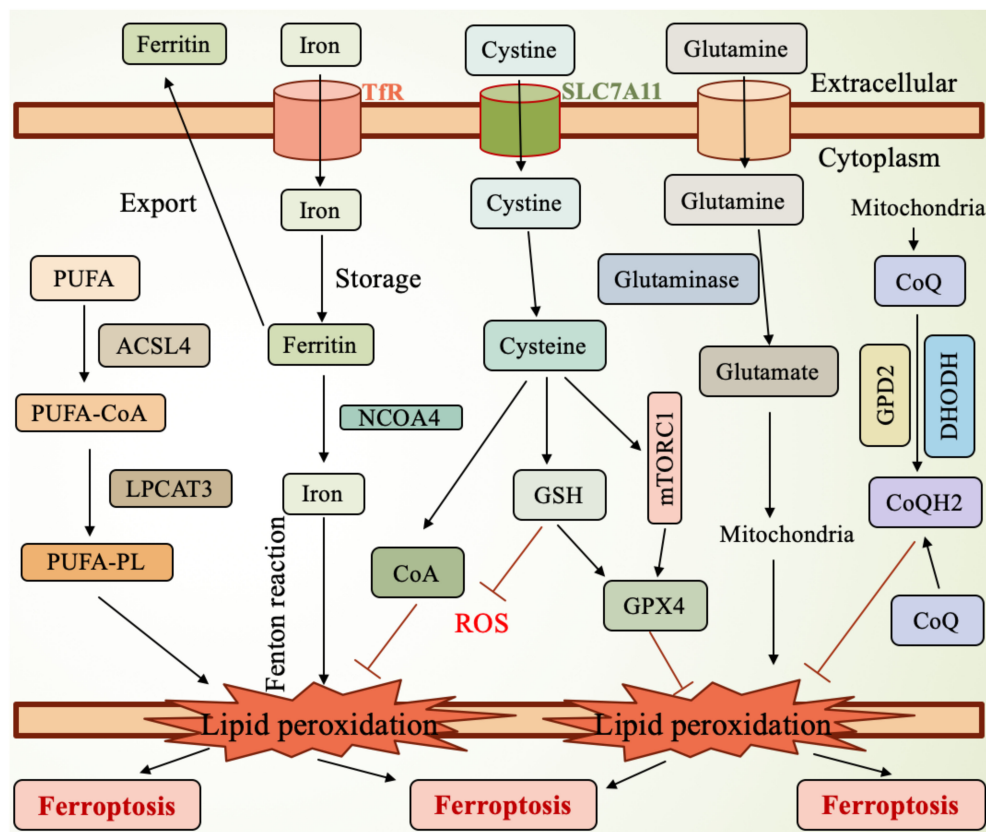 Ferritin
Iron
Cystine
Glutamine
TfR
SLC7A11
Extracellular
Cytoplasm
Export
Iron
Cystine
Glutamine
Mitochondria
PUFA
Storage
Glutaminase
CoQ
ACSL4
Ferritin
Cysteine
Glutamate
GPD2
DHODH
PUFA-CoA
NCOA4
mTORC1
LPCAT3
Iron
GSH
CoQH2
Mitochondria
PUFA-PL
Fenton reaction
CoA
ROS
GPX4
CoQ
Lipid peroxidation
Lipid peroxidation
Ferroptosis
Ferroptosis
Ferroptosis